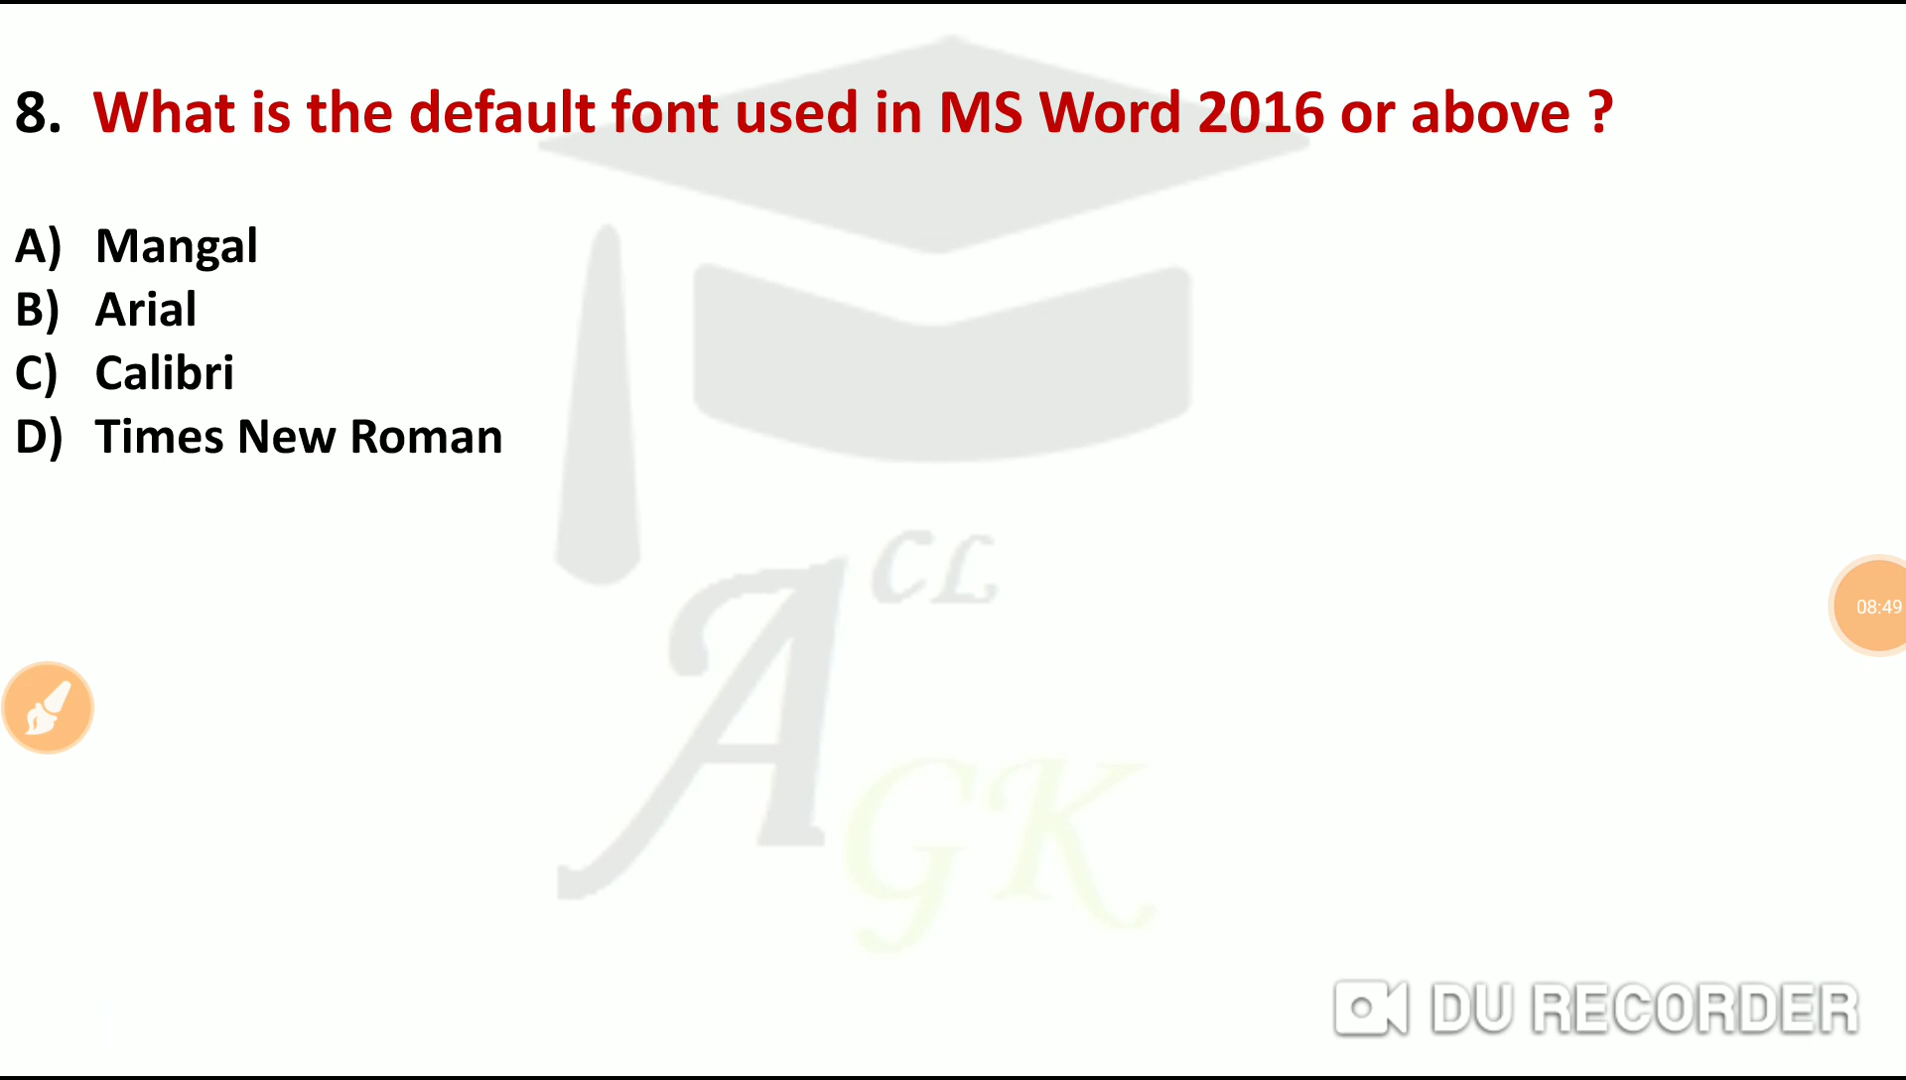 8. What is the default font used in MS Word 2016 or above ?
A) Mangal
B) Arial
C) Calibri
D) Times New Roman
CL
A
GK
08:49
DU RECORDER